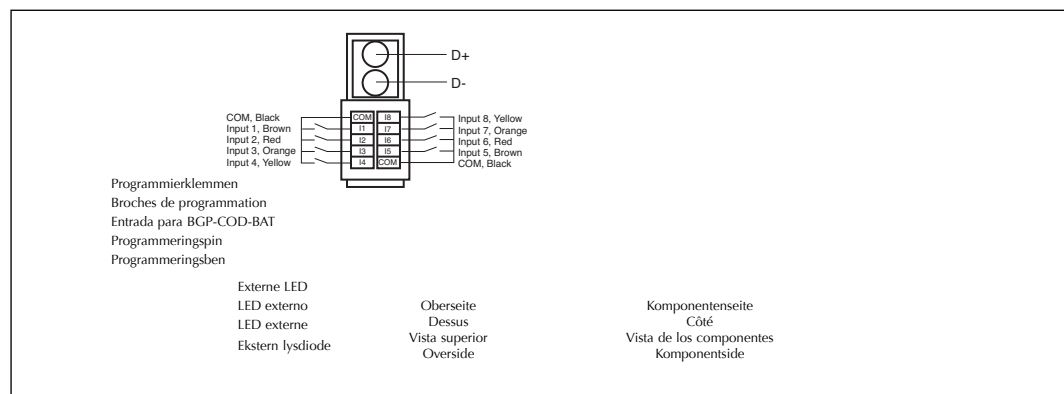 D+
D-
COM, Black
Input 1, Brown
Input 2, Red
Input 3, Orange
Input 4, Yellow
COM I8
I1 I7
I2 I6
I3 I5
I4 COM
Input 8, Yellow
Input 7, Orange
Input 6, Red
Input 5, Brown
COM, Black
Programmierklemmen
Broches de programmation
Entrada para BGP-COD-BAT
Programmeringspin
Programmeringsben
Externe LED
LED externo
LED externe
Ekstern lysdiode
Oberseite
Dessus
Vista superior
Overside
Komponentenseite
Côté
Vista de los componentes
Komponentside